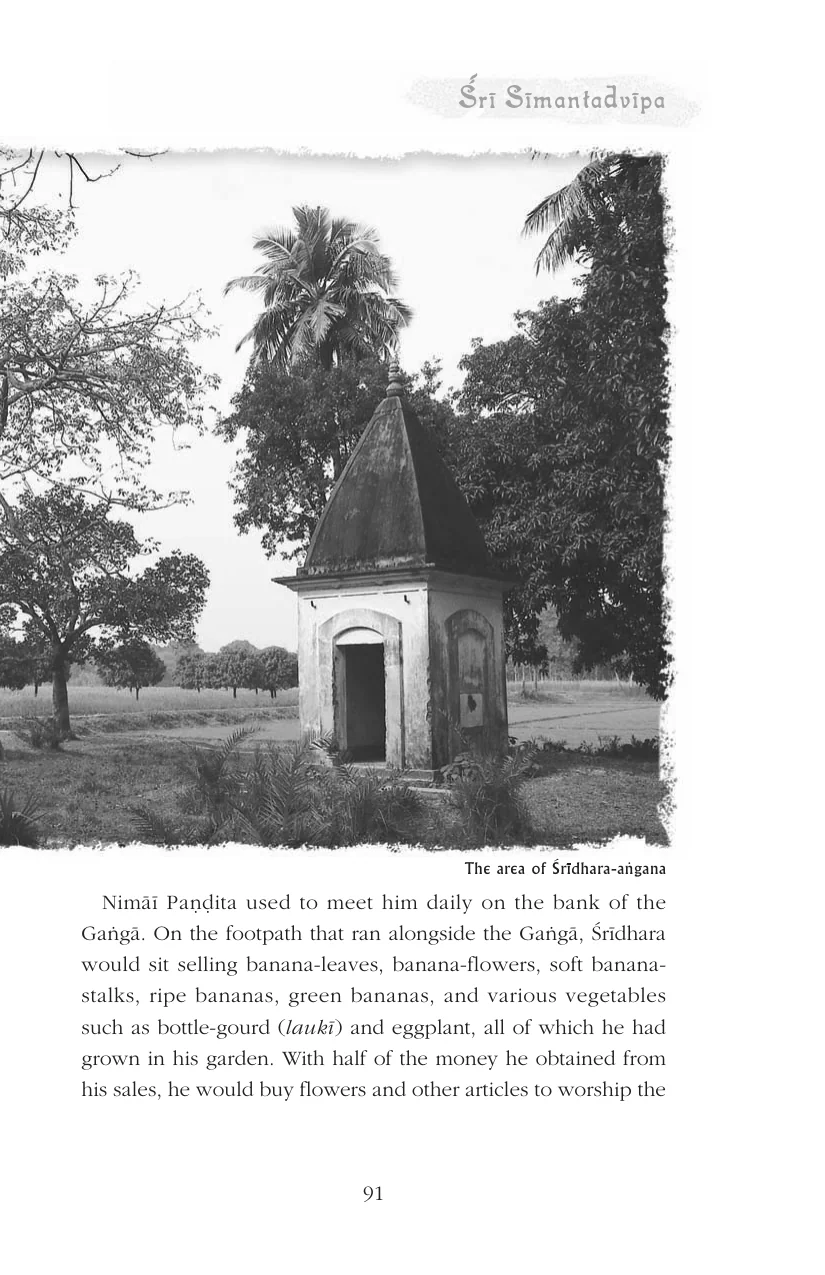 Śrī Sīmantadvīpa
The area of Śrīdhara-aṅgana
Nimāī Paṇḍita used to meet him daily on the bank of the
Gaṅgā. On the footpath that ran alongside the Gaṅgā, Śrīdhara
would sit selling banana-leaves, banana-flowers, soft banana-
stalks, ripe bananas, green bananas, and various vegetables
such as bottle-gourd (laukī) and eggplant, all of which he had
grown in his garden. With half of the money he obtained from
his sales, he would buy flowers and other articles to worship the
91